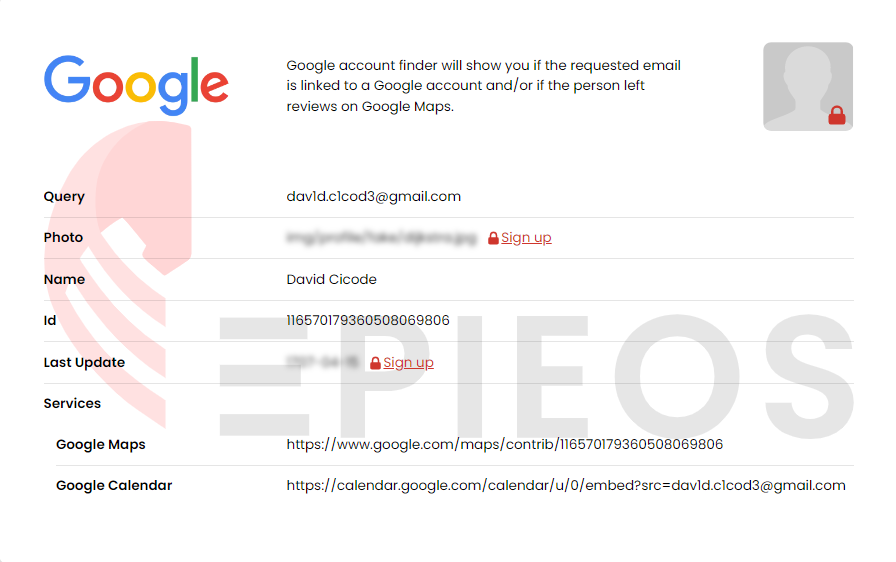 Google
Google account finder will show you if the requested email
is linked to a Google account and/or if the person left
reviews on Google Maps.
Query dav1d.c1cod3@gmail.com
Photo Sign up
Name David Cicode
Id 116570179360508069806
Last Update Sign up
EPIEOS
Services
Google Maps https://www.google.com/maps/contrib/116570179360508069806
Google Calendar https://calendar.google.com/calendar/u/0/embed?src=dav1d.c1cod3@gmail.com